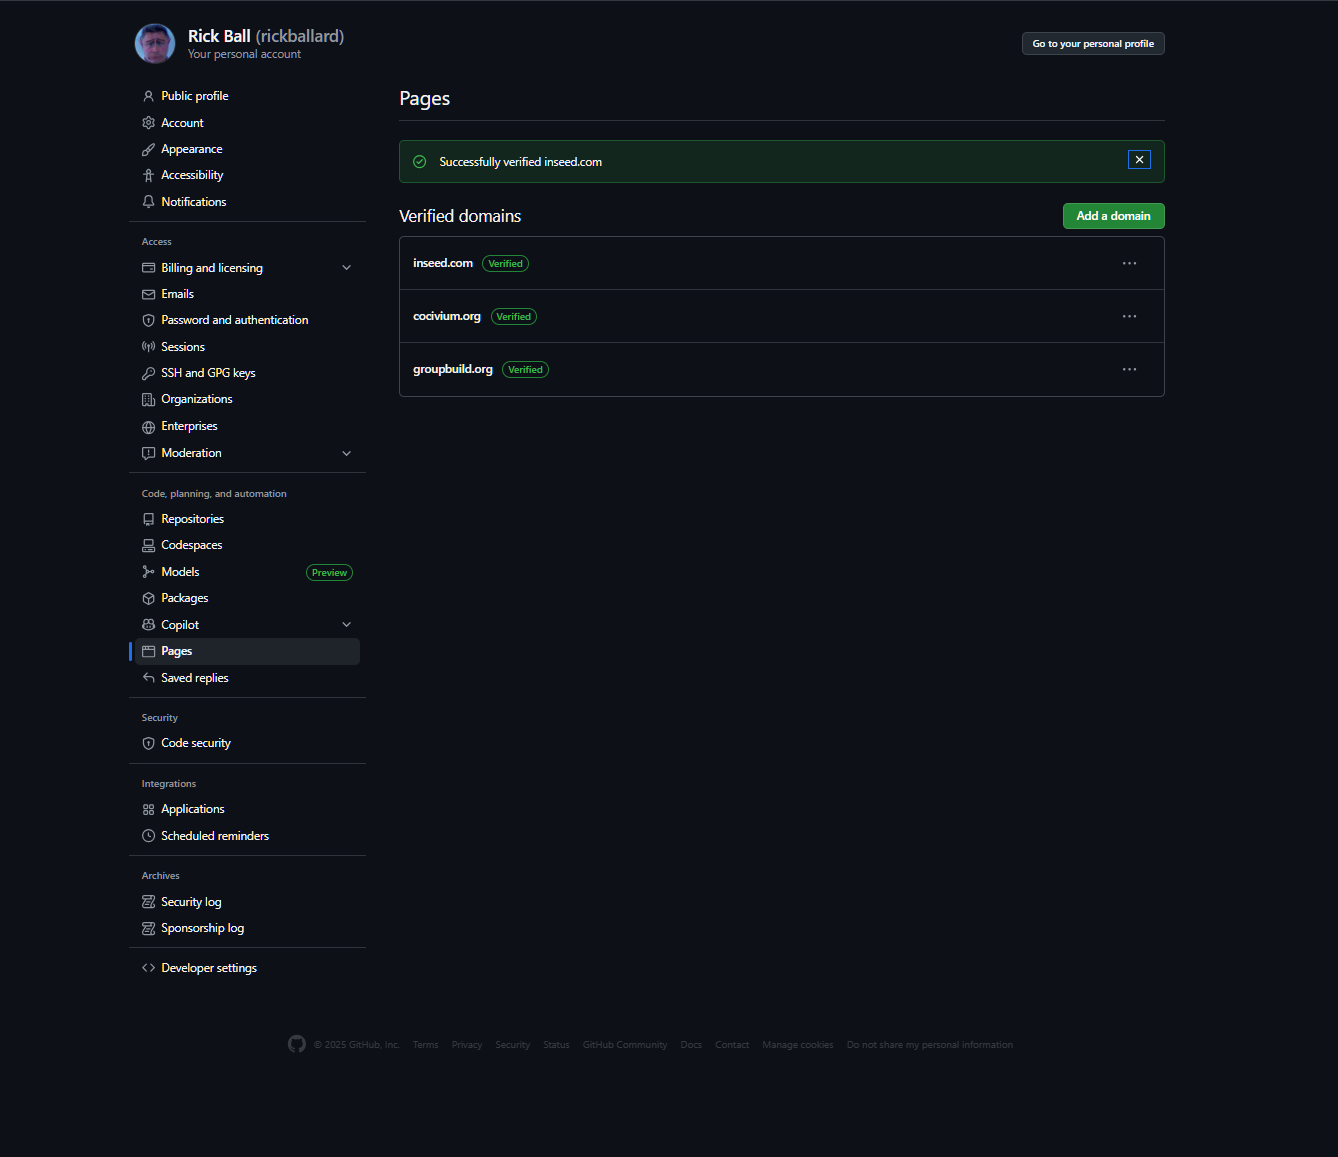 Rick Ball (rickballard)
Your personal account
Go to your personal profile
Public profile
Account
Appearance
Accessibility
Notifications
Access
Billing and licensing
Emails
Password and authentication
Sessions
SSH and GPG keys
Organizations
Enterprises
Moderation
Code, planning, and automation
Repositories
Codespaces
Models Preview
Packages
Copilot
Pages
Saved replies
Security
Code security
Integrations
Applications
Scheduled reminders
Archives
Security log
Sponsorship log
Developer settings
Pages
Successfully verified inseed.com
Verified domains
Add a domain
inseed.com Verified
cocivium.org Verified
groupbuild.org Verified
© 2025 GitHub, Inc. Terms Privacy Security Status GitHub Community Docs Contact Manage cookies Do not share my personal information